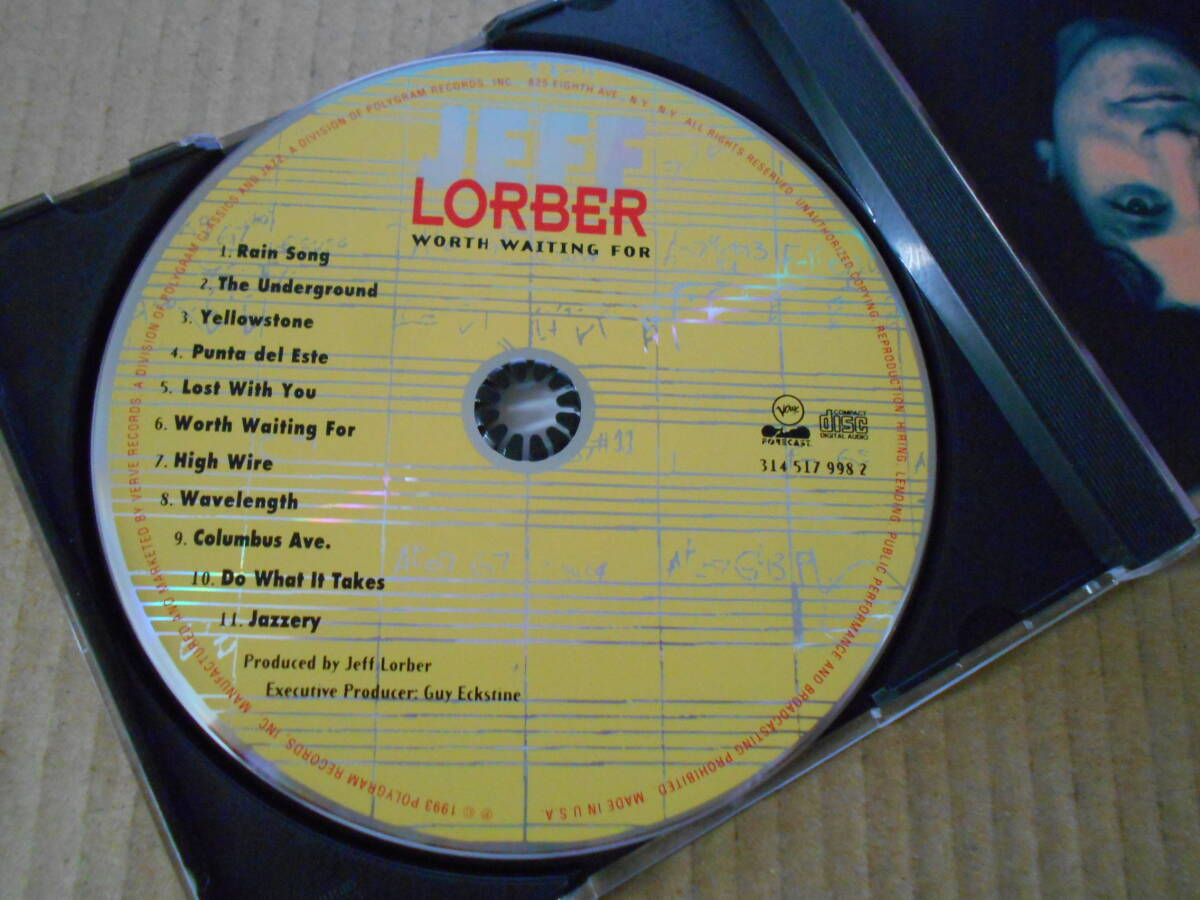 JEFF
LORBER
WORTH WAITING FOR
1. Rain Song
2. The Underground
3. Yellowstone
4. Punta del Este
5. Lost With You
6. Worth Waiting For
7. High Wire
8. Wavelength
9. Columbus Ave.
10. Do What It Takes
11. Jazzery
Produced by Jeff Lorber
Executive Producer: Guy Eckstine
Verve
FORECAST
COMPACT
disc
DIGITAL AUDIO
314 517 998 2
℗ © 1993 POLYGRAM RECORDS, INC. MANUFACTURED AND MARKETED BY VERVE RECORDS, A DIVISION OF POLYGRAM CLASSICS AND JAZZ, A DIVISION OF POLYGRAM RECORDS, INC., 825 EIGHTH AVE., N.Y., N.Y. ALL RIGHTS RESERVED. UNAUTHORIZED COPYING, REPRODUCTION, HIRING, LENDING, PUBLIC PERFORMANCE AND BROADCASTING PROHIBITED. MADE IN U.S.A.
#11